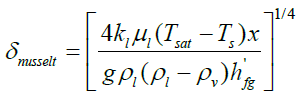 δ_nusselt = [ 4k_l μ_l (T_sat − T_s) x / g ρ_l (ρ_l − ρ_v) h'_fg ]^1/4